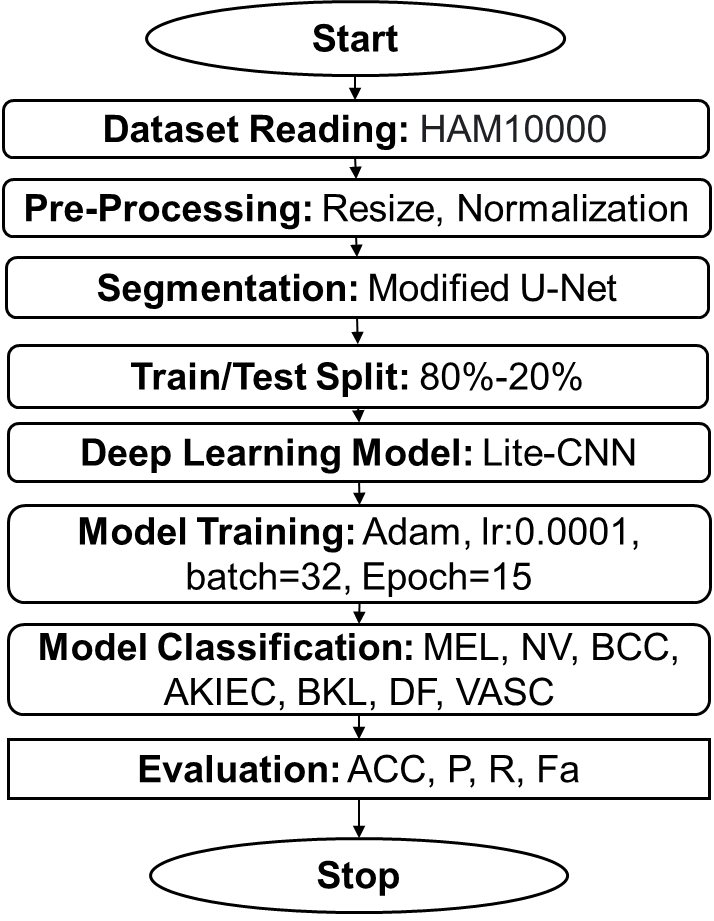 Start
Dataset Reading: HAM10000
Pre-Processing: Resize, Normalization
Segmentation: Modified U-Net
Train/Test Split: 80%-20%
Deep Learning Model: Lite-CNN
Model Training: Adam, lr:0.0001,
batch=32, Epoch=15
Model Classification: MEL, NV, BCC,
AKIEC, BKL, DF, VASC
Evaluation: ACC, P, R, Fa
Stop